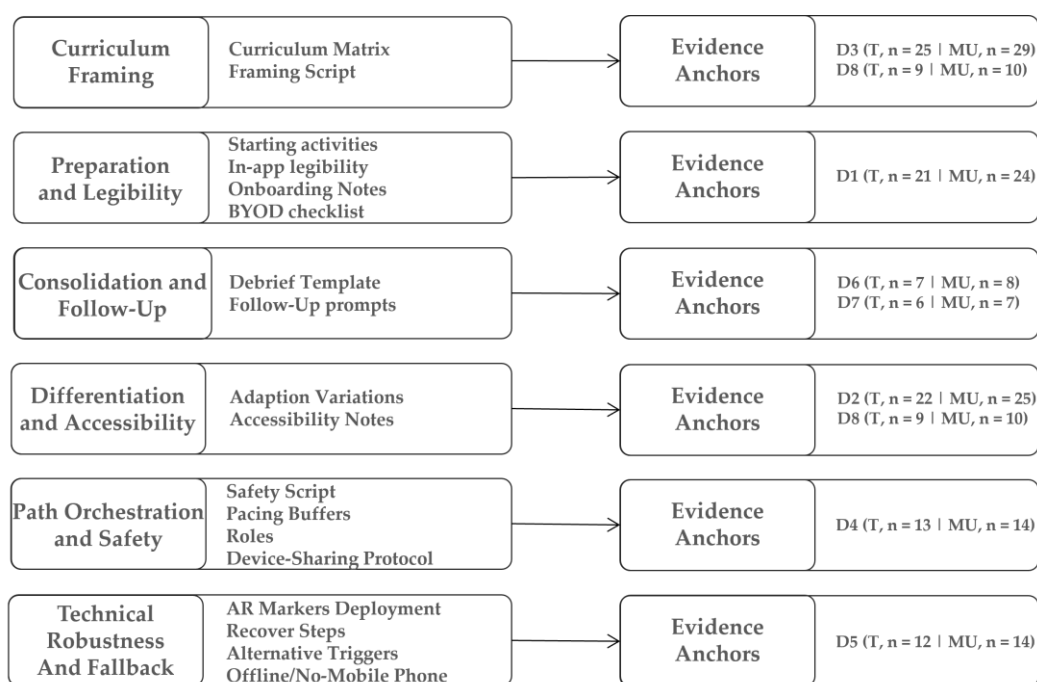 Curriculum
Framing
Curriculum Matrix
Framing Script
Evidence
Anchors
D3 (T, n = 25 | MU, n = 29)
D8 (T, n = 9 | MU, n = 10)
Preparation
and Legibility
Starting activities
In-app legibility
Onboarding Notes
BYOD checklist
Evidence
Anchors
D1 (T, n = 21 | MU, n = 24)
Consolidation and
Follow-Up
Debrief Template
Follow-Up prompts
Evidence
Anchors
D6 (T, n = 7 | MU, n = 8)
D7 (T, n = 6 | MU, n = 7)
Differentiation
and Accessibility
Adaption Variations
Accessibility Notes
Evidence
Anchors
D2 (T, n = 22 | MU, n = 25)
D8 (T, n = 9 | MU, n = 10)
Path Orchestration
and Safety
Safety Script
Pacing Buffers
Roles
Device-Sharing Protocol
Evidence
Anchors
D4 (T, n = 13 | MU, n = 14)
Technical
Robustness
And Fallback
AR Markers Deployment
Recover Steps
Alternative Triggers
Offline/No-Mobile Phone
Evidence
Anchors
D5 (T, n = 12 | MU, n = 14)